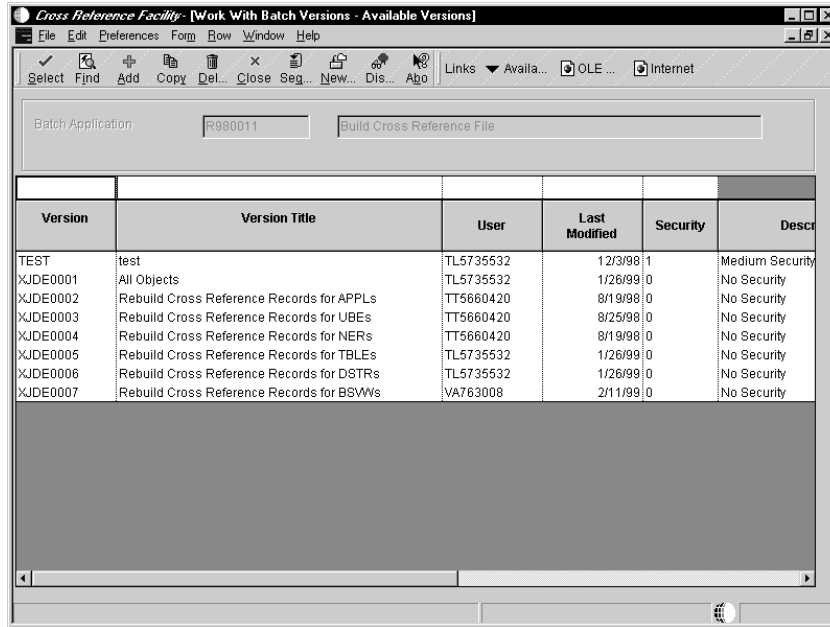 Cross Reference Facility - [Work With Batch Versions - Available Versions]
File Edit Preferences Form Row Window Help
Select Find Add Copy Del... Close Seq... New... Dis... Abo Links Availa... OLE ... Internet
Batch Application R980011 Build Cross Reference File
Version Version Title User Last Modified Security Descr
TEST test TL5735532 12/3/98 1 Medium Security
XJDE0001 All Objects TL5735532 1/26/99 0 No Security
XJDE0002 Rebuild Cross Reference Records for APPLs TT5660420 8/19/98 0 No Security
XJDE0003 Rebuild Cross Reference Records for UBEs TT5660420 8/25/98 0 No Security
XJDE0004 Rebuild Cross Reference Records for NERs TT5660420 8/19/98 0 No Security
XJDE0005 Rebuild Cross Reference Records for TBLEs TL5735532 1/26/99 0 No Security
XJDE0006 Rebuild Cross Reference Records for DSTRs TL5735532 1/26/99 0 No Security
XJDE0007 Rebuild Cross Reference Records for BSVWs VA763008 2/11/99 0 No Security